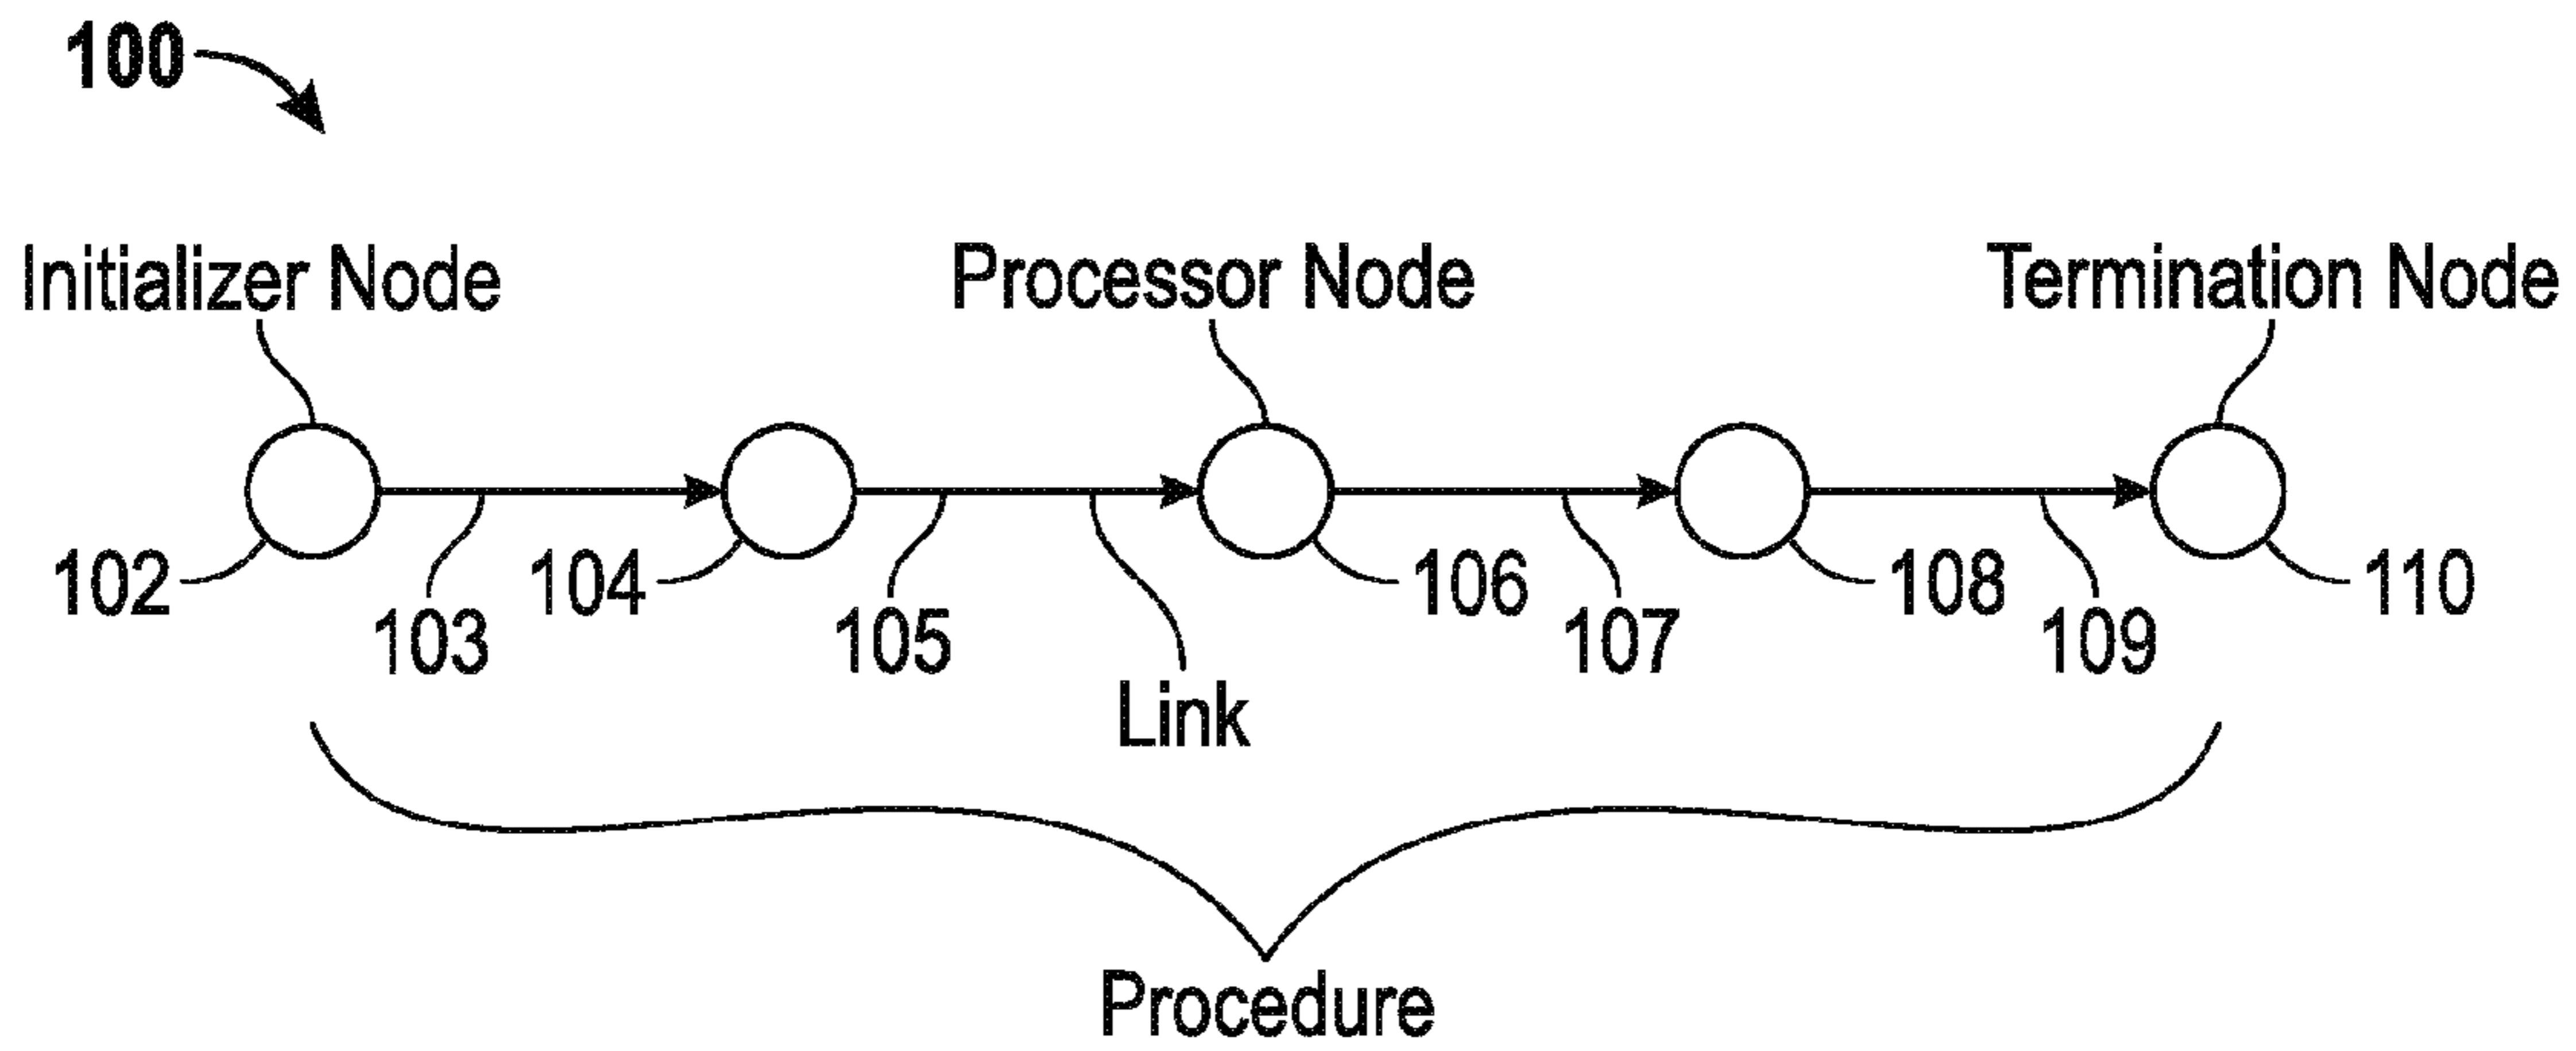 100
Initializer Node
Processor Node
Termination Node
102
103
104
105
Link
106
107
108
109
110
Procedure